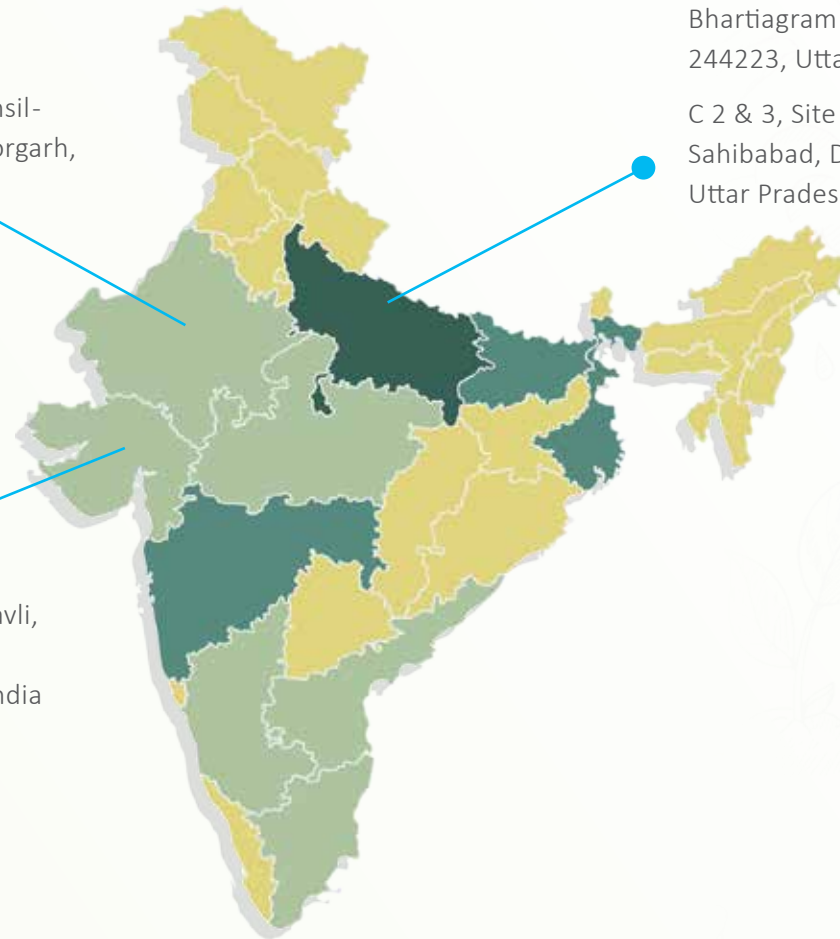 nsil-
orgarh,
Bhartiagram
244223, Utta
C 2 & 3, Site
Sahibabad, D
Uttar Prades
avli,
ndia